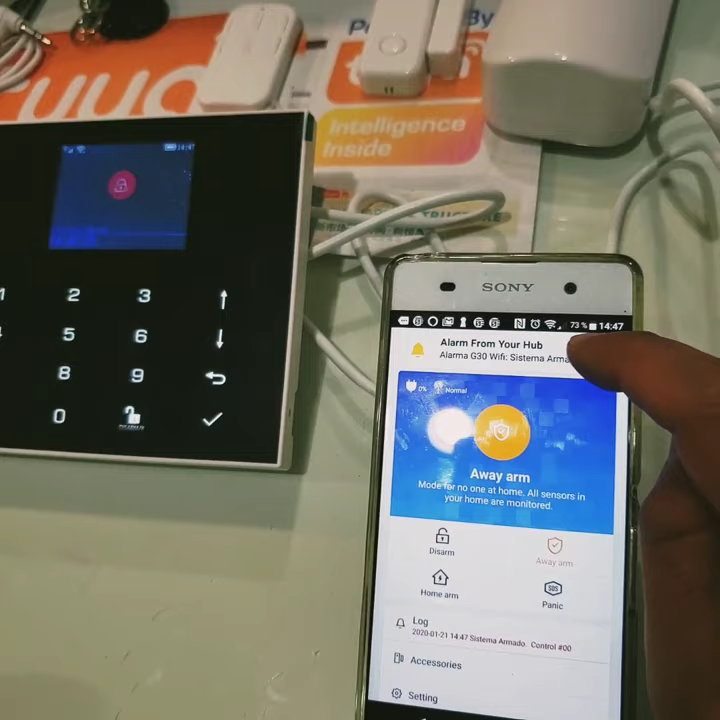 Intelligence
Inside
14:47
1 2 3
5 6
8 9
0
SONY
73 % 14:47
Alarm From Your Hub
Alarma G30 Wifi: Sistema Arma
0% Normal
Away arm
Mode for no one at home. All sensors in
your home are monitored.
Disarm
Away arm
Home arm
SOS
Panic
Log
2020-01-21 14:47 Sistema Armado. Control #00
Accessories
Setting